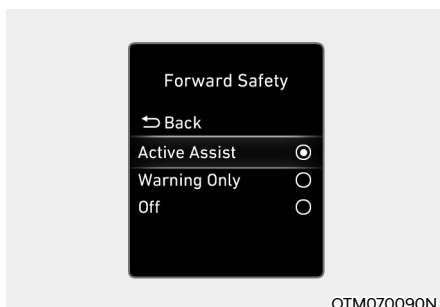 Forward Safety
Back
Active Assist
Warning Only
Off
OTM070090N